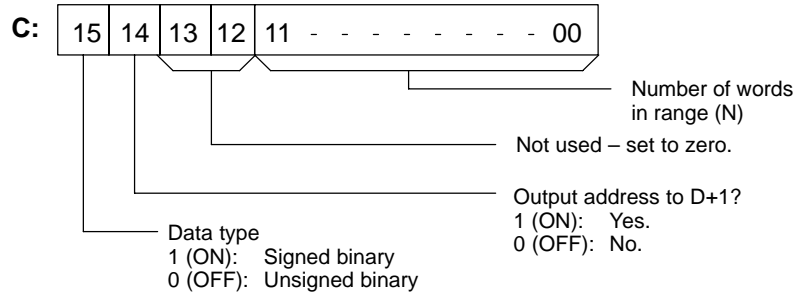 C: 15 14 13 12 11 - - - - - - - - 00
Number of words
in range (N)
Not used – set to zero.
Output address to D+1?
1 (ON): Yes.
0 (OFF): No.
Data type
1 (ON): Signed binary
0 (OFF): Unsigned binary